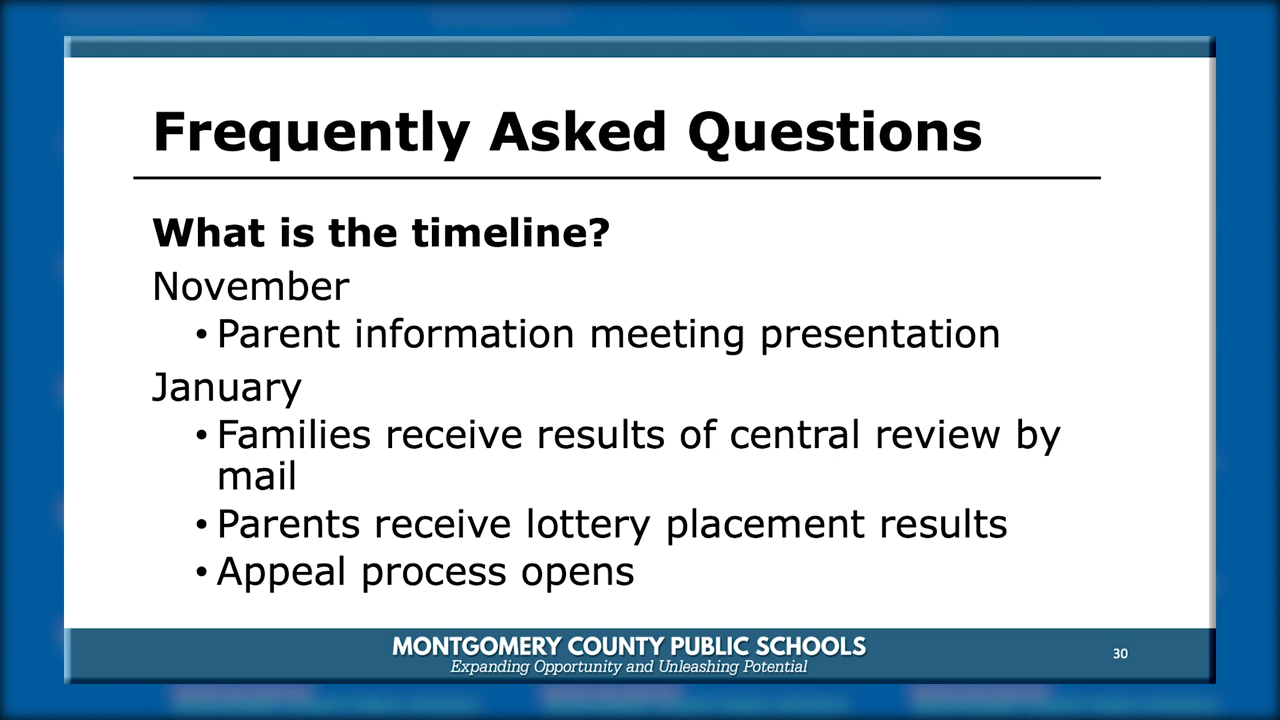 Frequently Asked Questions
What is the timeline?
November
• Parent information meeting presentation
January
• Families receive results of central review by
mail
• Parents receive lottery placement results
• Appeal process opens
MONTGOMERY COUNTY PUBLIC SCHOOLS
Expanding Opportunity and Unleashing Potential
30